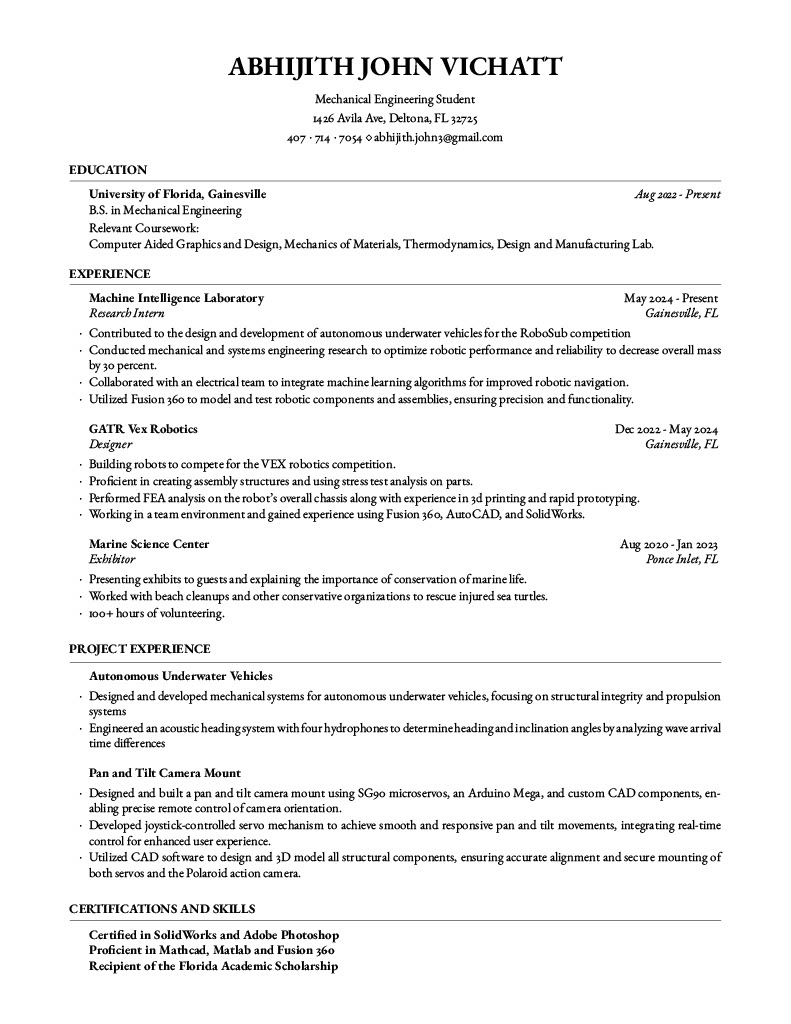 ABHIJITH JOHN VICHATT
Mechanical Engineering Student
1426 Avila Ave, Deltona, FL 32725
407 · 714 · 7054 ⋄ abhijith.john3@gmail.com
EDUCATION
University of Florida, Gainesville Aug 2022 - Present
B.S. in Mechanical Engineering
Relevant Coursework:
Computer Aided Graphics and Design, Mechanics of Materials, Thermodynamics, Design and Manufacturing Lab.
EXPERIENCE
Machine Intelligence Laboratory May 2024 - Present
Research Intern Gainesville, FL
· Contributed to the design and development of autonomous underwater vehicles for the RoboSub competition
· Conducted mechanical and systems engineering research to optimize robotic performance and reliability to decrease overall mass
by 30 percent.
· Collaborated with an electrical team to integrate machine learning algorithms for improved robotic navigation.
· Utilized Fusion 360 to model and test robotic components and assemblies, ensuring precision and functionality.
GATR Vex Robotics Dec 2022 - May 2024
Designer Gainesville, FL
· Building robots to compete for the VEX robotics competition.
· Proficient in creating assembly structures and using stress test analysis on parts.
· Performed FEA analysis on the robot's overall chassis along with experience in 3d printing and rapid prototyping.
· Working in a team environment and gained experience using Fusion 360, AutoCAD, and SolidWorks.
Marine Science Center Aug 2020 - Jan 2023
Exhibitor Ponce Inlet, FL
· Presenting exhibits to guests and explaining the importance of conservation of marine life.
· Worked with beach cleanups and other conservative organizations to rescue injured sea turtles.
· 100+ hours of volunteering.
PROJECT EXPERIENCE
Autonomous Underwater Vehicles
· Designed and developed mechanical systems for autonomous underwater vehicles, focusing on structural integrity and propulsion
systems
· Engineered an acoustic heading system with four hydrophones to determine heading and inclination angles by analyzing wave arrival
time differences
Pan and Tilt Camera Mount
· Designed and built a pan and tilt camera mount using SG90 microservos, an Arduino Mega, and custom CAD components, en-
abling precise remote control of camera orientation.
· Developed joystick-controlled servo mechanism to achieve smooth and responsive pan and tilt movements, integrating real-time
control for enhanced user experience.
· Utilized CAD software to design and 3D model all structural components, ensuring accurate alignment and secure mounting of
both servos and the Polaroid action camera.
CERTIFICATIONS AND SKILLS
Certified in SolidWorks and Adobe Photoshop
Proficient in Mathcad, Matlab and Fusion 360
Recipient of the Florida Academic Scholarship